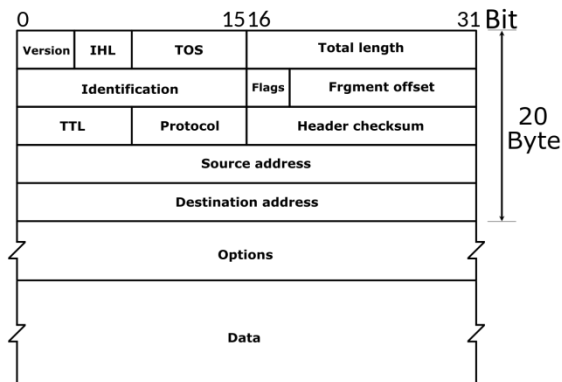 0 15 16 31 Bit
Version IHL TOS Total length
Identification Flags Frgment offset
TTL Protocol Header checksum
20
Byte
Source address
Destination address
Options
Data